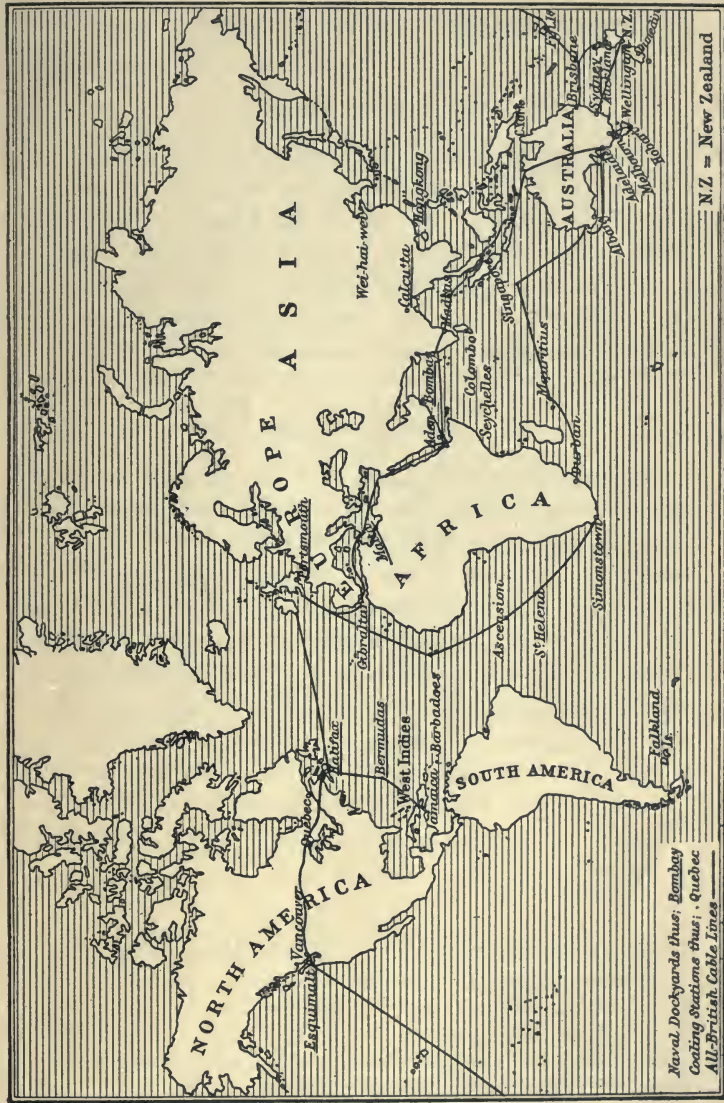 NORTH AMERICA
Esquimalt
Vancouver
Quebec
Halifax
Bermudas
West Indies
Jamaica
Barbadoes
SOUTH AMERICA
Falkland
Is.
EUROPE
Portsmouth
Gibraltar
AFRICA
Ascension
St Helena
Simonstown
Durban
Mauritius
Seychelles
Colombo
Aden
Bombay
Madras
Calcutta
ASIA
Wei-hai-wei
Hongkong
AUSTRALIA
Albany
Adelaide
Melbourne
Hobart
Brisbane
Sydney
Auckland
Wellington
N.Z.
Naval Dockyards thus; Bombay
Coaling Stations thus; . Quebec
All-British Cable Lines
N.Z = New Zealand